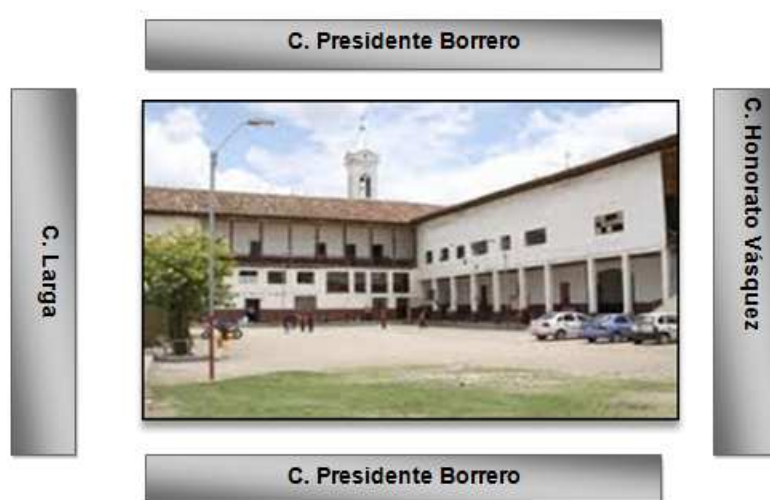 C. Presidente Borrero
C. Larga
C. Honorato Vásquez
C. Presidente Borrero